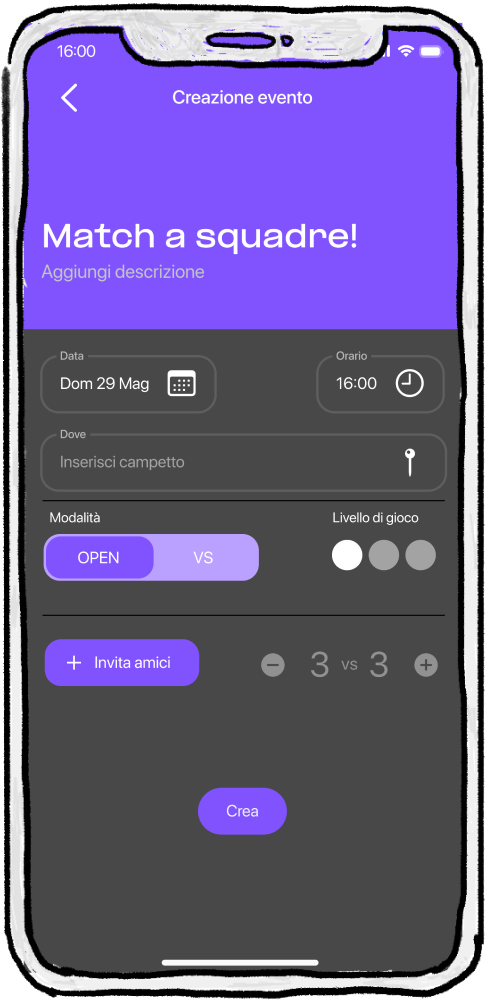 16:00
Creazione evento
Match a squadre!
Aggiungi descrizione
Data
Orario
Dom 29 Mag
16:00
Dove
Inserisci campetto
Modalità
Livello di gioco
OPEN
VS
+ Invita amici
3 vs 3
Crea